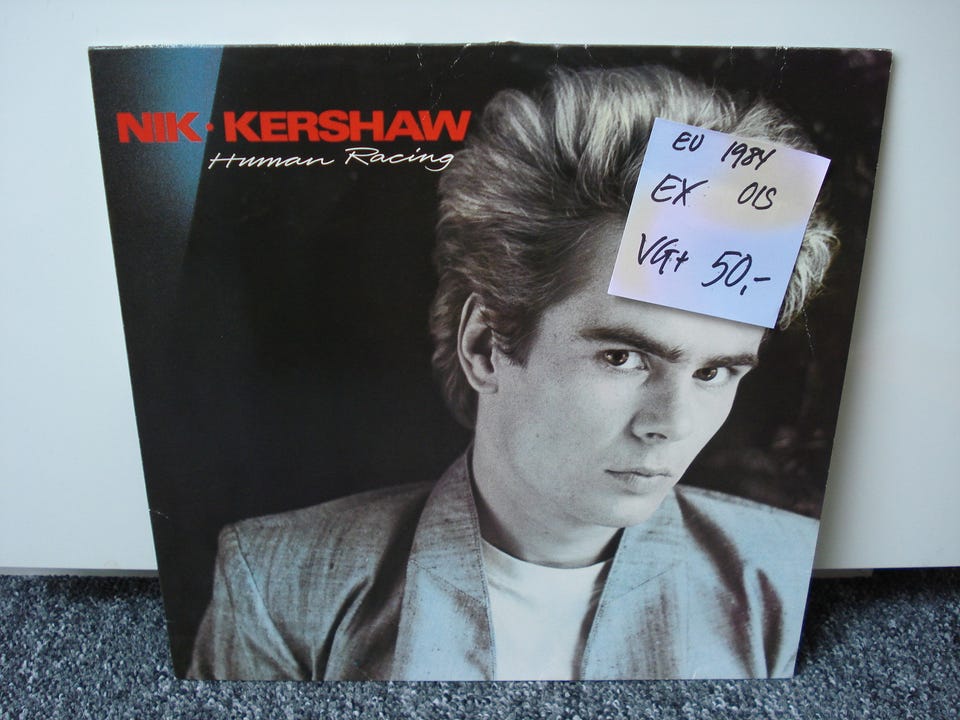 NIK · KERSHAW
Human Racing
EU 1984
EX OIS
VG+ 50,-